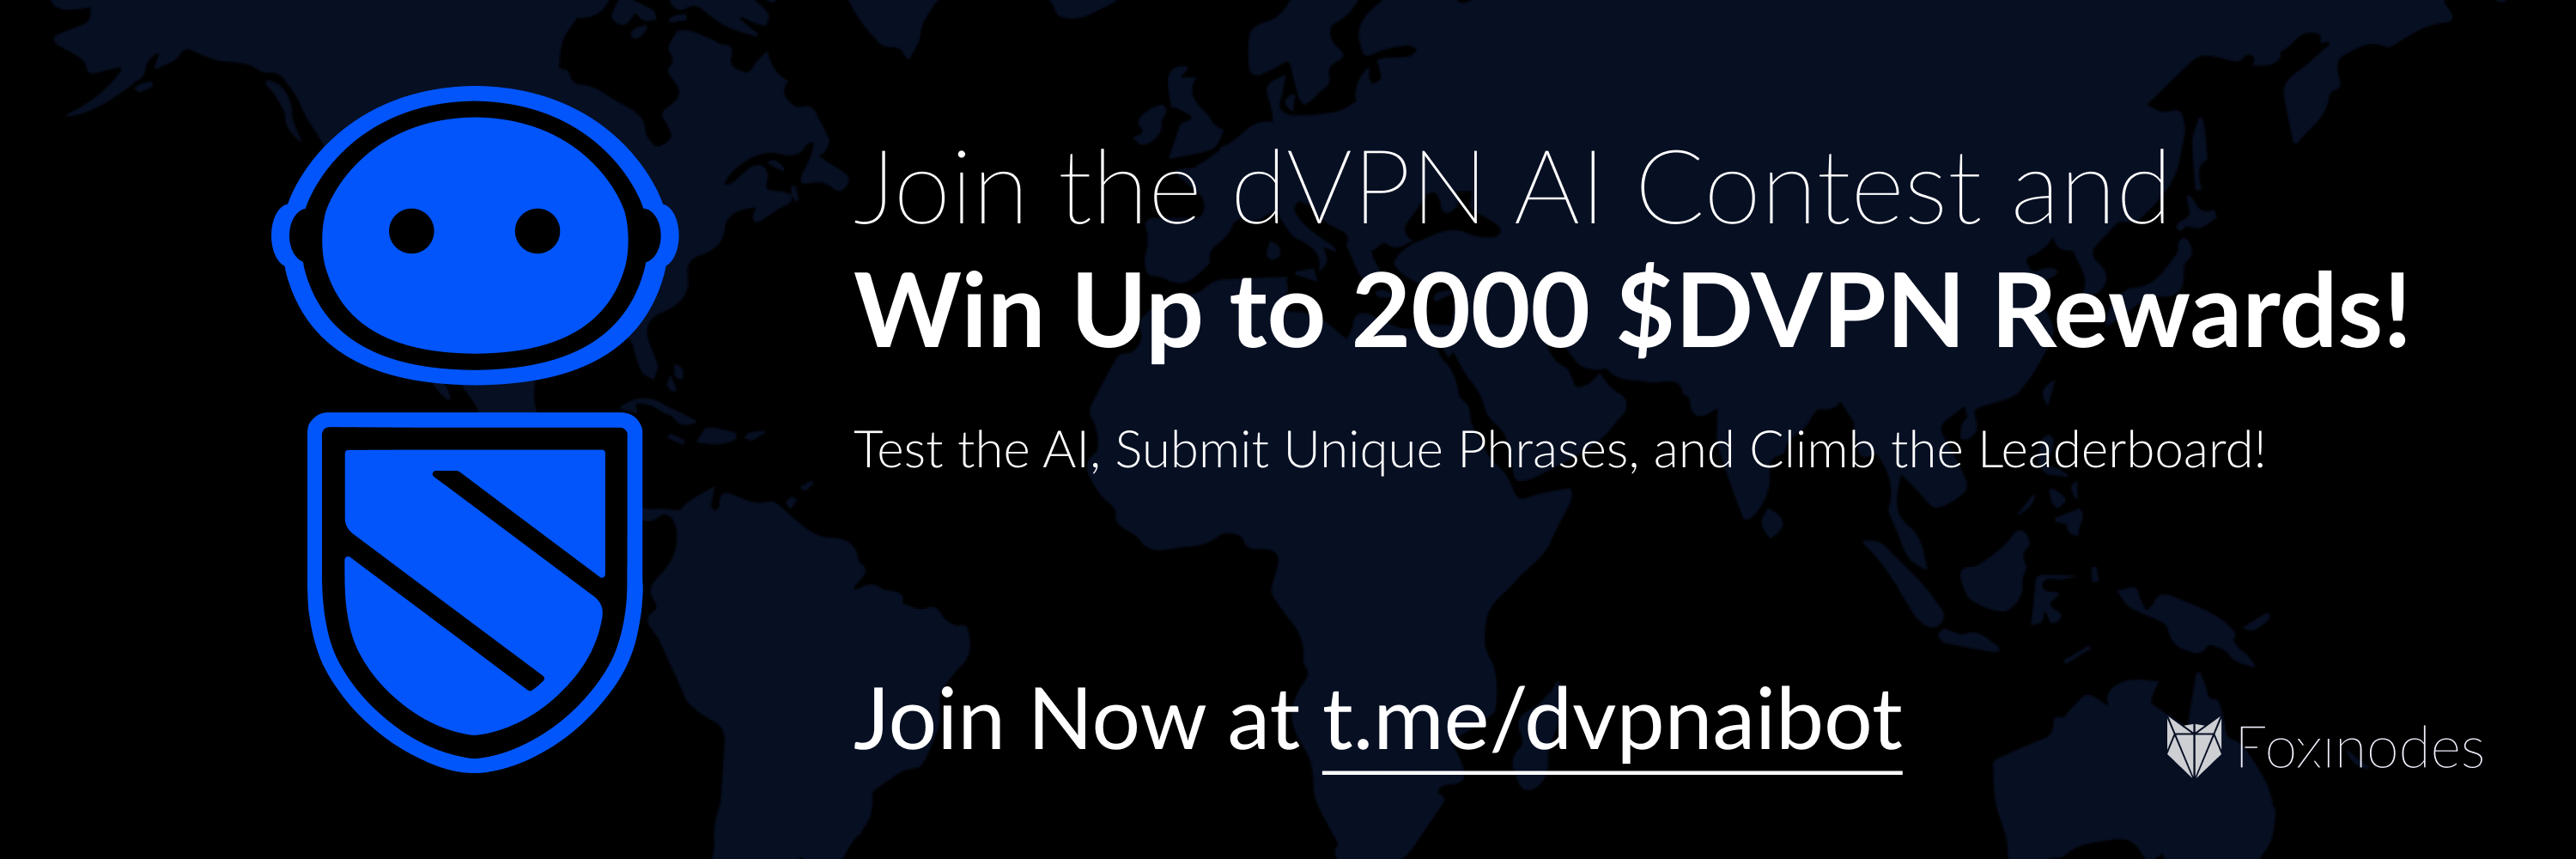 Join the dVPN AI Contest and
Win Up to 2000 $DVPN Rewards!
Test the AI, Submit Unique Phrases, and Climb the Leaderboard!
Join Now at t.me/dvpnaibot
Foxinodes